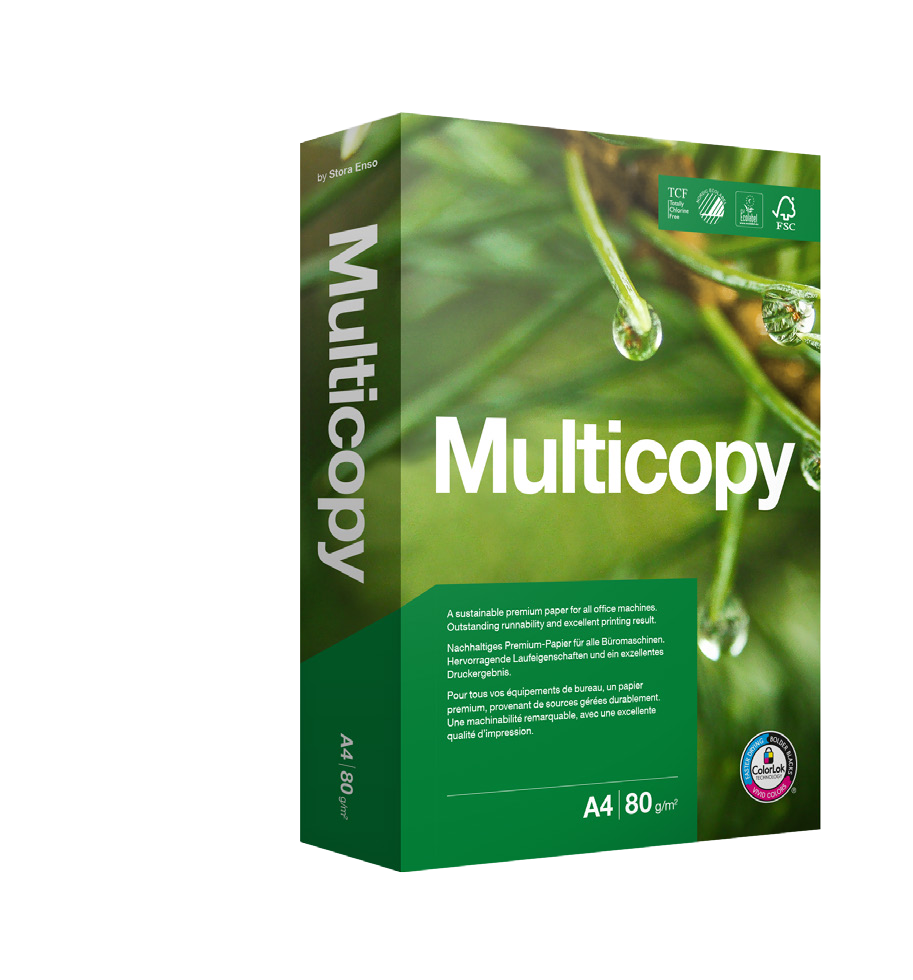 by Stora Enso
Multicopy
A4 | 80 g/m²
TCF
Totally
Chlorine
Free
NORDIC ECOLABEL
EU
Ecolabel
FSC
Multicopy
A sustainable premium paper for all office machines.
Outstanding runnability and excellent printing result.
Nachhaltiges Premium-Papier für alle Büromaschinen.
Hervorragende Laufeigenschaften und ein exzellentes
Druckergebnis.
Pour tous vos équipements de bureau, un papier
premium, provenant de sources gérées durablement.
Une machinabilité remarquable, avec une excellente
qualité d’impression.
A4 | 80 g/m²
FASTER DRYING
BOLDER BLACKS
ColorLok
TECHNOLOGY
VIVID COLORS
®